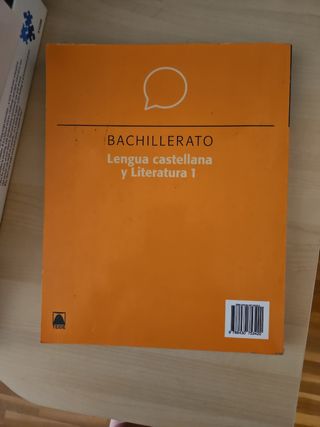 BACHILLERATO
Lengua castellana
y Literatura 1